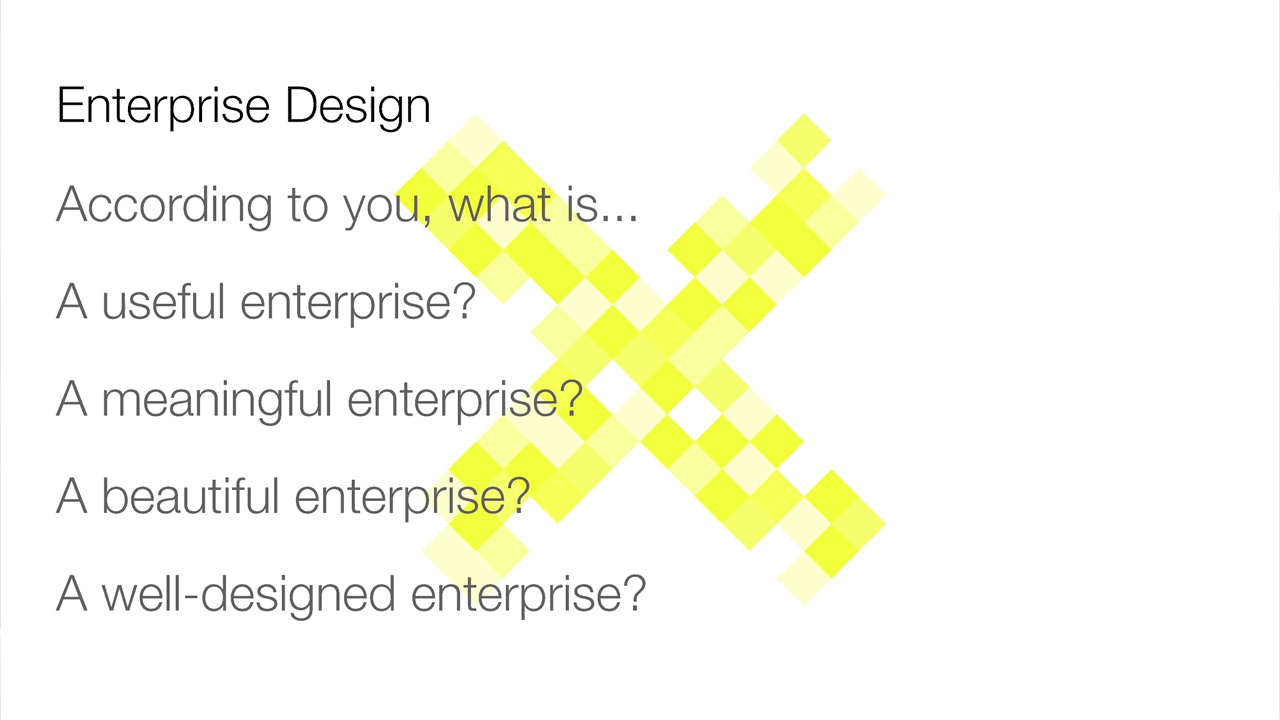 Enterprise Design
According to you, what is...
A useful enterprise?
A meaningful enterprise?
A beautiful enterprise?
A well-designed enterprise?